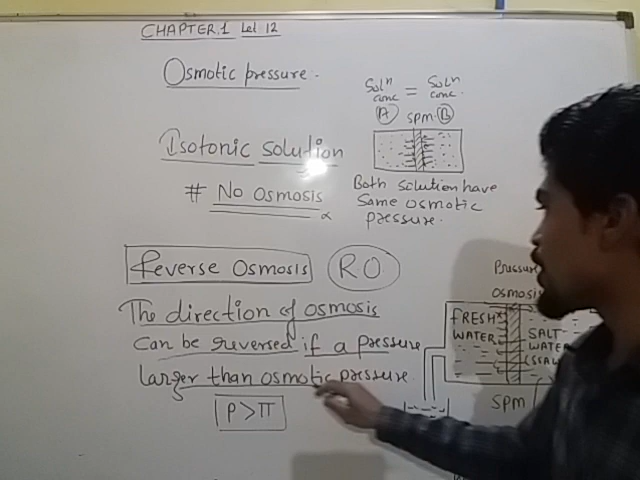 CHAPTER.1 Lec 12
Osmotic pressure.
Solⁿ conc = Solⁿ conc.
A spm. B
Isotonic solution
# No Osmosis
Both solution have
Same osmotic
pressure.
Reverse Osmosis RO
The direction of osmosis
can be reversed if a pressure
larger than osmotic pressure.
P>π
Pressure
osmosis
FRESH
WATER
SALT
WATER
SPM